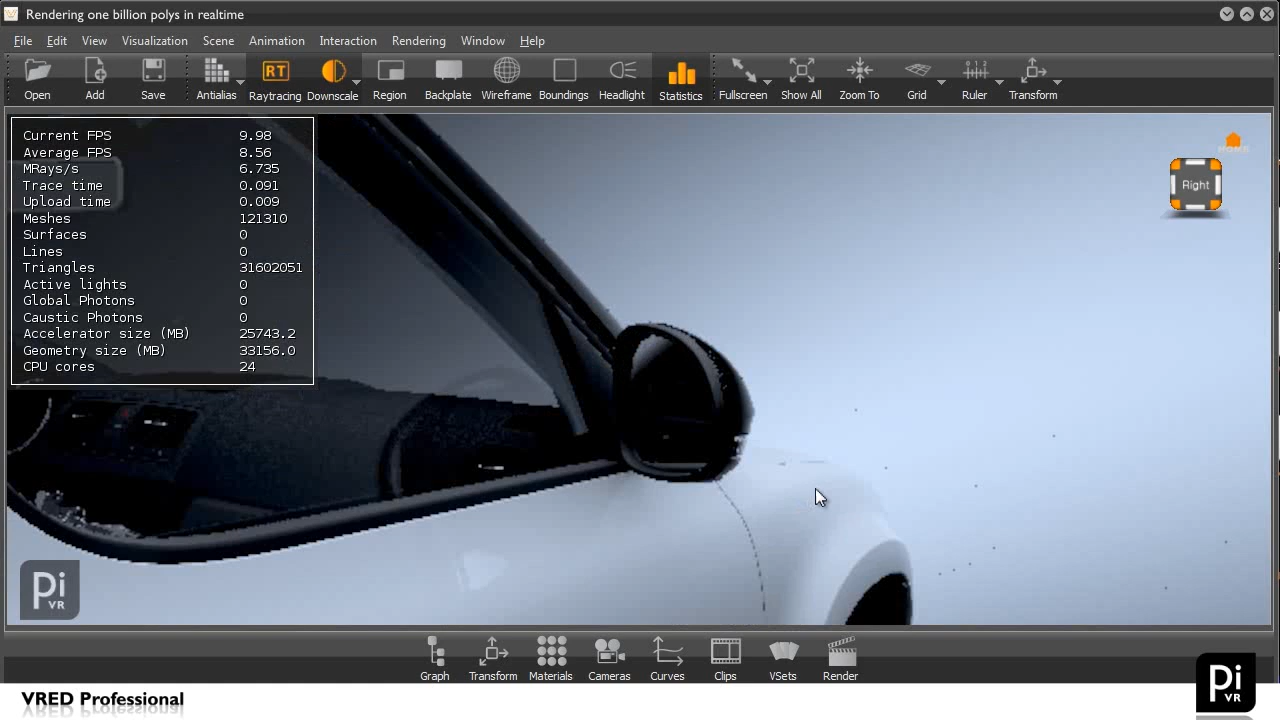 Rendering one billion polys in realtime
File Edit View Visualization Scene Animation Interaction Rendering Window Help
RT
Open Add Save Antialias Raytracing Downscale Region Backplate Wireframe Boundings Headlight Statistics Fullscreen Show All Zoom To Grid Ruler Transform
Current FPS 9.98
Average FPS 8.56
MRays/s 6.735
Trace time 0.091
Upload time 0.009
Meshes 121310
Surfaces 0
Lines 0
Triangles 31602051
Active lights 0
Global Photons 0
Caustic Photons 0
Accelerator size (MB) 25743.2
Geometry size (MB) 33156.0
CPU cores 24
HOME
Right
Pi
VR
Graph Transform Materials Cameras Curves Clips VSets Render
VRED Professional
Pi
VR